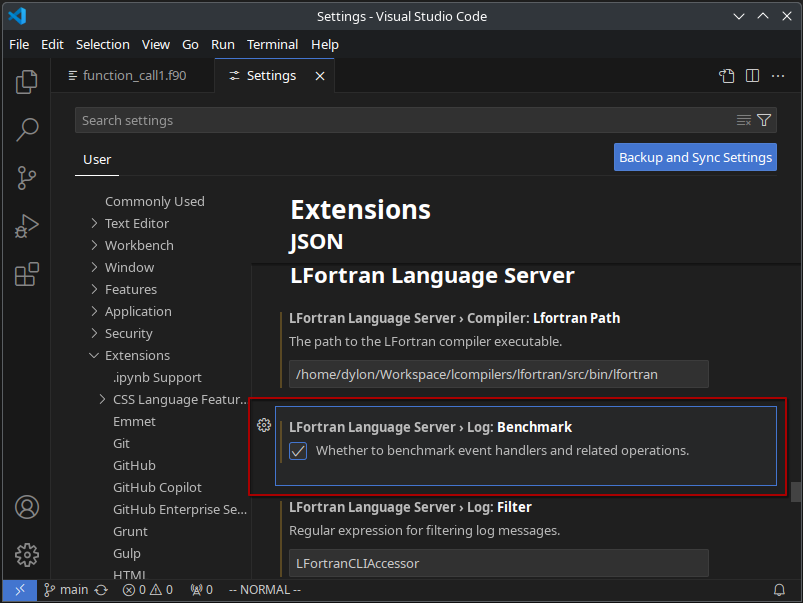 Settings - Visual Studio Code
File Edit Selection View Go Run Terminal Help
function_call1.f90 Settings
Search settings
User
Backup and Sync Settings
Commonly Used
Text Editor
Workbench
Window
Features
Application
Security
Extensions
.ipynb Support
CSS Language Featur...
Emmet
Git
GitHub
GitHub Copilot
GitHub Enterprise Se...
Grunt
Gulp
HTML
Extensions
JSON
LFortran Language Server
LFortran Language Server › Compiler: Lfortran Path
The path to the LFortran compiler executable.
/home/dylon/Workspace/lcompilers/lfortran/src/bin/lfortran
LFortran Language Server › Log: Benchmark
Whether to benchmark event handlers and related operations.
LFortran Language Server › Log: Filter
Regular expression for filtering log messages.
LFortranCLIAccessor
main 0 0 0 -- NORMAL --